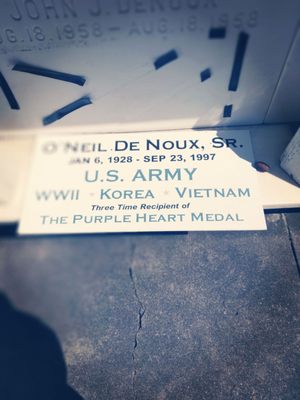 JOHN J. DENOUX
AUG.18.1958 – AUG.18.1958
O'NEIL DE NOUX, SR.
JAN 6, 1928 - SEP 23, 1997
U.S. ARMY
WWII * KOREA * VIETNAM
Three Time Recipient of
THE PURPLE HEART MEDAL